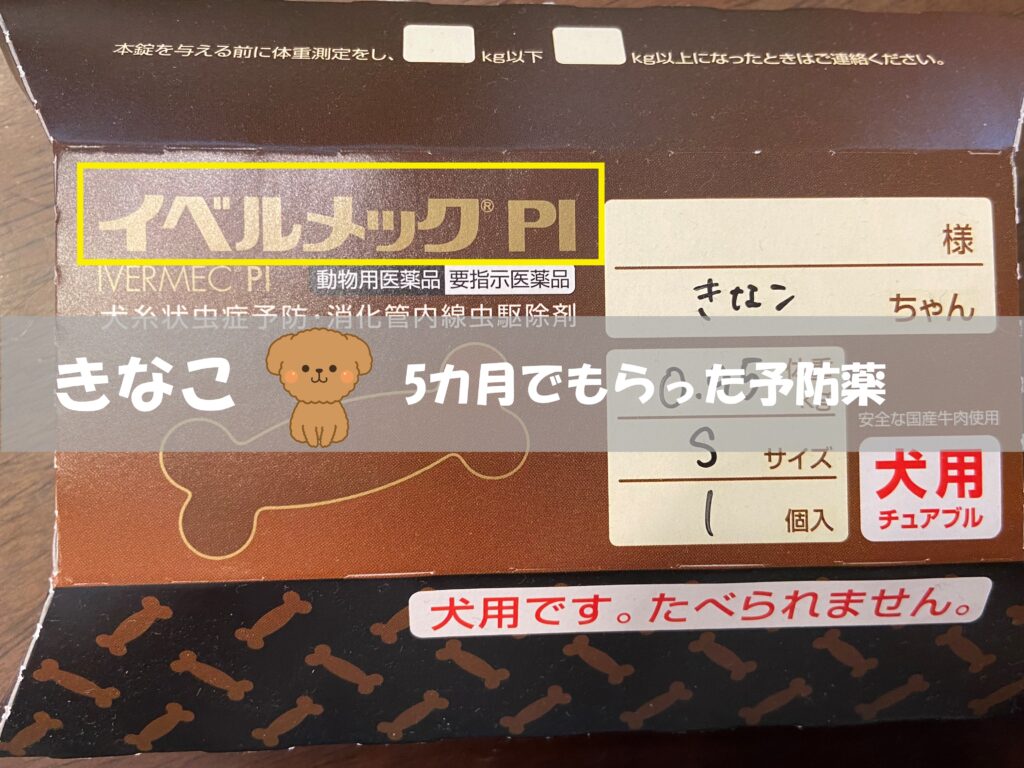 本錠を与える前に体重測定をし、 kg以下 kg以上になったときはご連絡ください。
イベルメック® PI
IVERMEC® PI 動物用医薬品 要指示医薬品
犬糸状虫症予防・消化管内線虫駆除剤
様
きなこ ちゃん
きなこ 5カ月でもらった予防薬
体重
kg
S サイズ
1 個入
安全な国産牛肉使用
犬用
チュアブル
犬用です。たべられません。